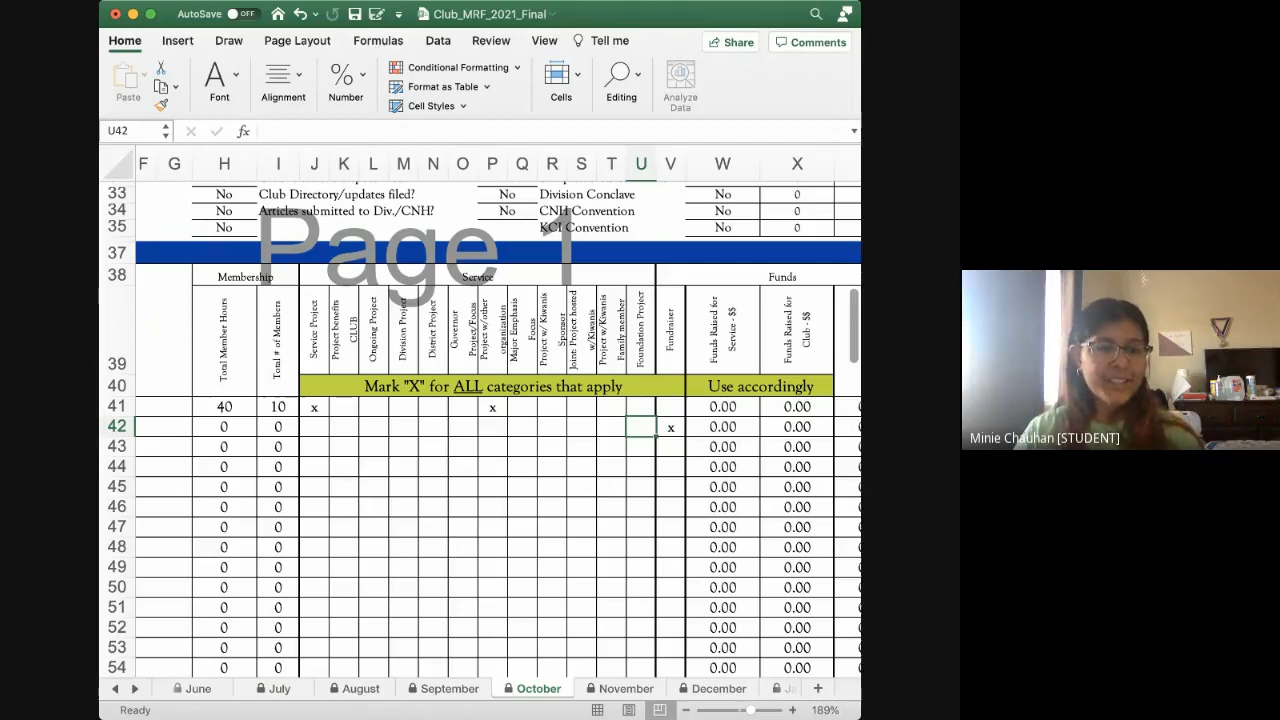 AutoSave OFF Club_MRF_2021_Final
Home Insert Draw Page Layout Formulas Data Review View Tell me Share Comments
Paste Font Alignment Number Conditional Formatting Format as Table Cell Styles Cells Editing Analyze Data
U42 fx
F G H I J K L M N O P Q R S T U V W X
33 No Club Directory/updates filed? No Division Conclave No 0
34 No Articles submitted to Div./CNH? No CNH Convention No 0
35 No KCI Convention No 0
Page 1
37
38 Membership Service Funds
39 Total Member Hours Total # of Members Service Project Project benefits CLUB Ongoing Project Division Project District Project Governor Project/Focus Project w/other organization Major Emphasis Focus Project w/ Kiwanis Sponsor Joint Project hosted w/Kiwanis Project w/Kiwanis Family member Foundation Project Fundraiser Funds Raised for Service - $$ Funds Raised for Club - $$
40 Mark "X" for ALL categories that apply Use accordingly
41 40 10 x x 0.00 0.00
42 0 0 x 0.00 0.00
43 0 0 0.00 0.00
44 0 0 0.00 0.00
45 0 0 0.00 0.00
46 0 0 0.00 0.00
47 0 0 0.00 0.00
48 0 0 0.00 0.00
49 0 0 0.00 0.00
50 0 0 0.00 0.00
51 0 0 0.00 0.00
52 0 0 0.00 0.00
53 0 0 0.00 0.00
54 0 0 0.00 0.00
June July August September October November December
Ready 189%
Minie Chauhan [STUDENT]